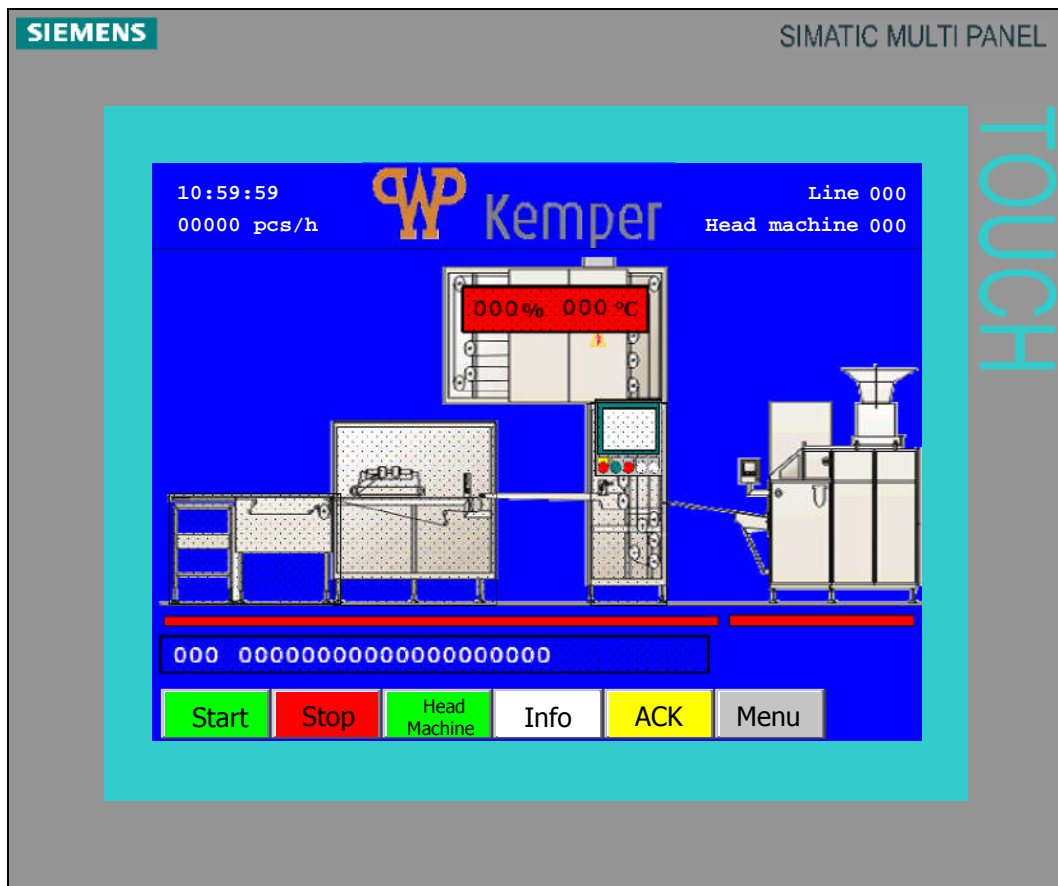 SIEMENS
SIMATIC MULTI PANEL
TOUCH
10:59:59
00000 pcs/h
WP Kemper
Line 000
Head machine 000
000% 000 °C
000 0000000000000000000
Start
Stop
Head
Machine
Info
ACK
Menu